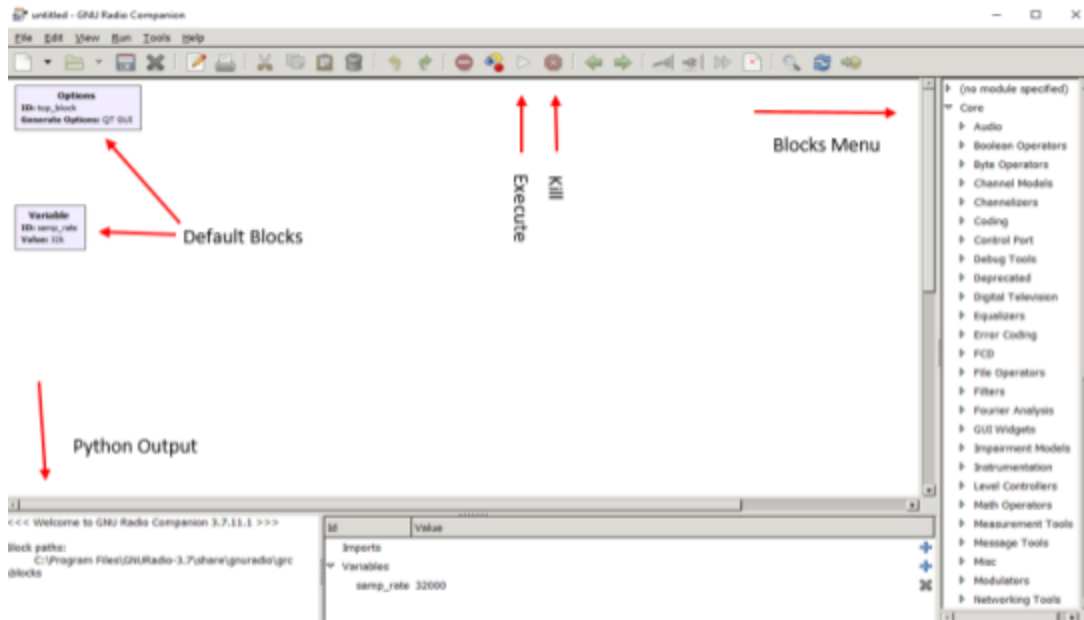 untitled - GNU Radio Companion
File Edit View Run Tools Help
Options
ID: top_block
Generate Options: QT GUI
Variable
ID: samp_rate
Value: 32k
Default Blocks
Execute
Kill
Blocks Menu
Python Output
(no module specified)
Core
Audio
Boolean Operators
Byte Operators
Channel Models
Channelizers
Coding
Control Port
Debug Tools
Deprecated
Digital Television
Equalizers
Error Coding
FCD
File Operators
Filters
Fourier Analysis
GUI Widgets
Impairment Models
Instrumentation
Level Controllers
Math Operators
Measurement Tools
Message Tools
Misc
Modulators
Networking Tools
<<< Welcome to GNU Radio Companion 3.7.11.1 >>>
Block paths:
C:\Program Files\GNURadio-3.7\share\gnuradio\grc
\blocks
Id Value
Imports
Variables
samp_rate 32000